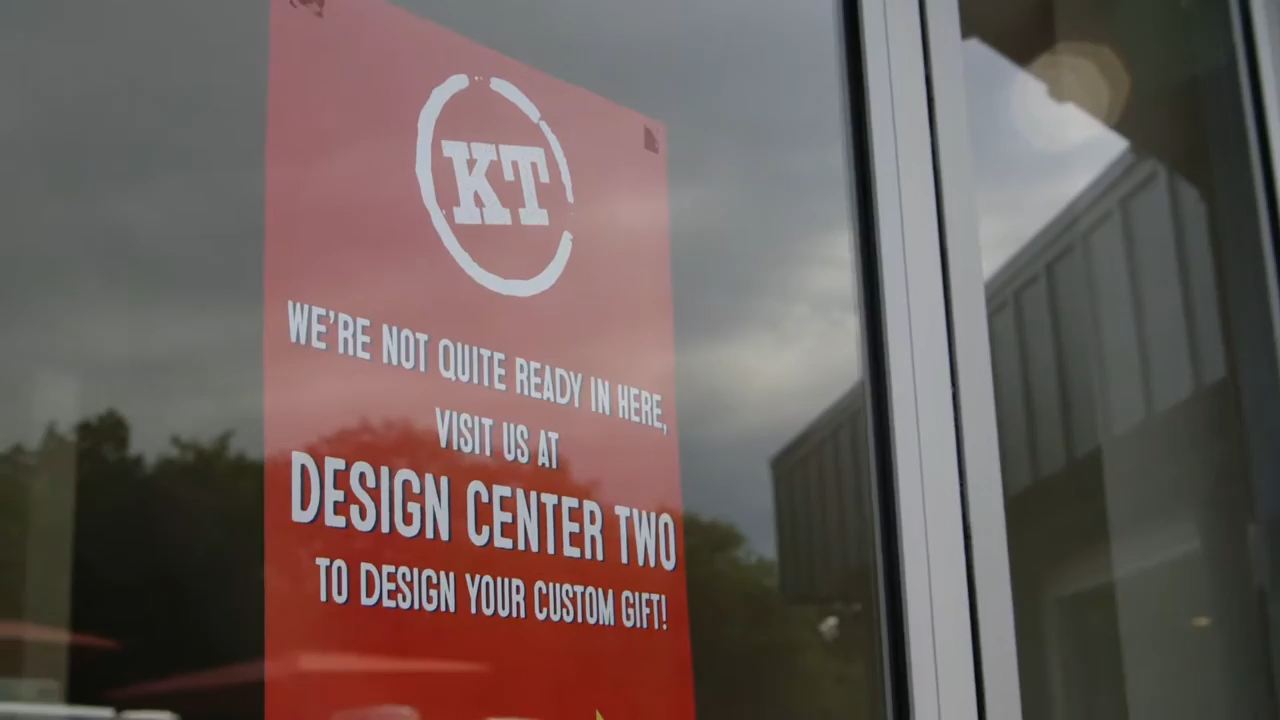 KT
WE'RE NOT QUITE READY IN HERE,
VISIT US AT
DESIGN CENTER TWO
TO DESIGN YOUR CUSTOM GIFT!